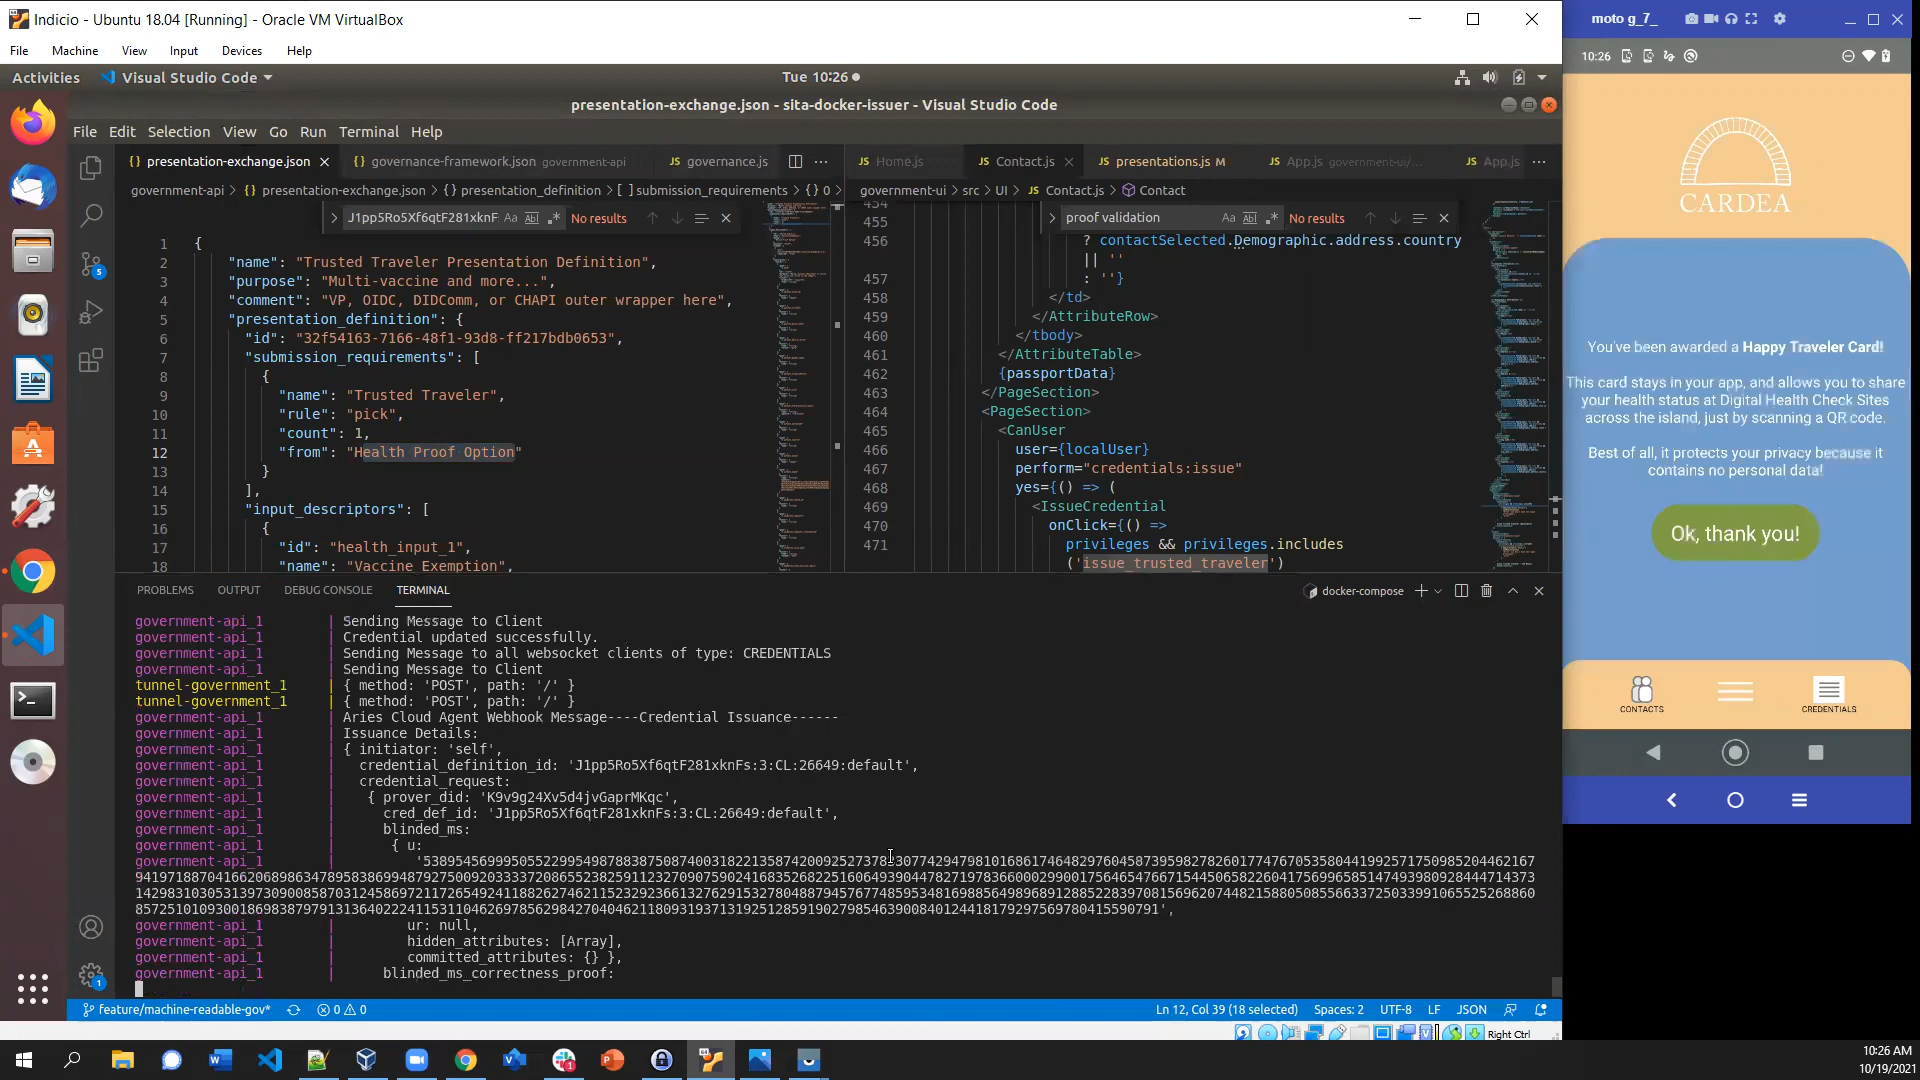 Indicio - Ubuntu 18.04 [Running] - Oracle VM VirtualBox
File Machine View Input Devices Help
Activities Visual Studio Code Tue 10:26
presentation-exchange.json - sita-docker-issuer - Visual Studio Code
File Edit Selection View Go Run Terminal Help
{} presentation-exchange.json {} governance-framework.json government-api JS governance.js
government-api > {} presentation-exchange.json > {} presentation_definition > [ ] submission_requirements > {} 0 >
J1pp5Ro5Xf6qtF281xknF: Aa Ab No results
1 {
2 "name": "Trusted Traveler Presentation Definition",
3 "purpose": "Multi-vaccine and more...",
4 "comment": "VP, OIDC, DIDComm, or CHAPI outer wrapper here",
5 "presentation_definition": {
6 "id": "32f54163-7166-48f1-93d8-ff217bdb0653",
7 "submission_requirements": [
8 {
9 "name": "Trusted Traveler",
10 "rule": "pick",
11 "count": 1,
12 "from": "Health Proof Option"
13 }
14 ],
15 "input_descriptors": [
16 {
17 "id": "health_input_1",
18 "name": "Vaccine Exemption",
JS Home.js JS Contact.js JS presentations.js M JS App.js government-ui/... JS App.js
government-ui > src > UI > JS Contact.js > Contact
proof validation Aa Ab No results
454
455
456 ? contactSelected.Demographic.address.country
|| ''
457 : ''}
458 </td>
459 </AttributeRow>
460 </tbody>
461 </AttributeTable>
462 {passportData}
463 </PageSection>
464 <PageSection>
465 <CanUser
466 user={localUser}
467 perform="credentials:issue"
468 yes={() => (
469 <IssueCredential
470 onClick={() =>
471 privileges && privileges.includes
('issue_trusted_traveler')
PROBLEMS OUTPUT DEBUG CONSOLE TERMINAL docker-compose
government-api_1 | Sending Message to Client
government-api_1 | Credential updated successfully.
government-api_1 | Sending Message to all websocket clients of type: CREDENTIALS
government-api_1 | Sending Message to Client
tunnel-government_1 | { method: 'POST', path: '/' }
tunnel-government_1 | { method: 'POST', path: '/' }
government-api_1 | Aries Cloud Agent Webhook Message----Credential Issuance------
government-api_1 | Issuance Details:
government-api_1 | { initiator: 'self',
government-api_1 | credential_definition_id: 'J1pp5Ro5Xf6qtF281xknFs:3:CL:26649:default',
government-api_1 | credential_request:
government-api_1 | { prover_did: 'K9v9g24Xv5d4jvGaprMKqc',
government-api_1 | cred_def_id: 'J1pp5Ro5Xf6qtF281xknFs:3:CL:26649:default',
government-api_1 | blinded_ms:
government-api_1 | { u:
government-api_1 |
government-api_1 | ur: null,
government-api_1 | hidden_attributes: [Array],
government-api_1 | committed_attributes: {} },
government-api_1 | blinded_ms_correctness_proof:
feature/machine-readable-gov* 0 0 Ln 12, Col 39 (18 selected) Spaces: 2 UTF-8 LF JSON
Right Ctrl
moto g_7_
10:26
CARDEA
You've been awarded a Happy Traveler Card!
This card stays in your app, and allows you to share
your health status at Digital Health Check Sites
across the island, just by scanning a QR code.
Best of all, it protects your privacy because it
contains no personal data!
Ok, thank you!
CONTACTS CREDENTIALS
10:26 AM
10/19/2021